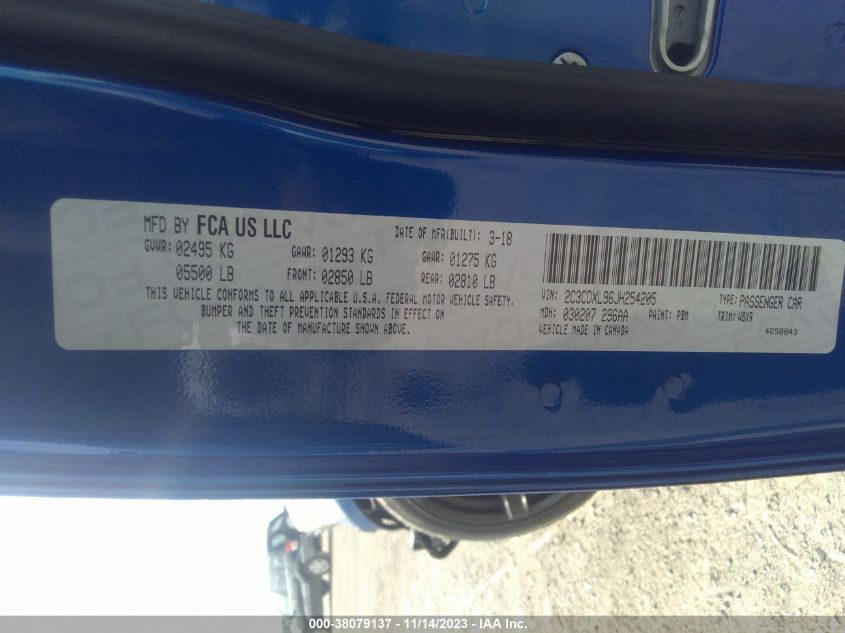 MFD BY FCA US LLC
DATE OF MFR(BUILT): 3-18
GVWR: 02495 KG GAWR: 01293 KG GAWR: 01275 KG
05500 LB FRONT: 02850 LB REAR: 02810 LB
THIS VEHICLE CONFORMS TO ALL APPLICABLE U.S.A. FEDERAL MOTOR VEHICLE SAFETY,
BUMPER AND THEFT PREVENTION STANDARDS IN EFFECT ON
THE DATE OF MANUFACTURE SHOWN ABOVE.
VIN: 2C3CDXL96JH254205 TYPE: PASSENGER CAR
MDH: 030207 296AA PAINT: PBM TRIM: W8X9
VEHICLE MADE IN CANADA 4658843
000-38079137 - 11/14/2023 - IAA Inc.